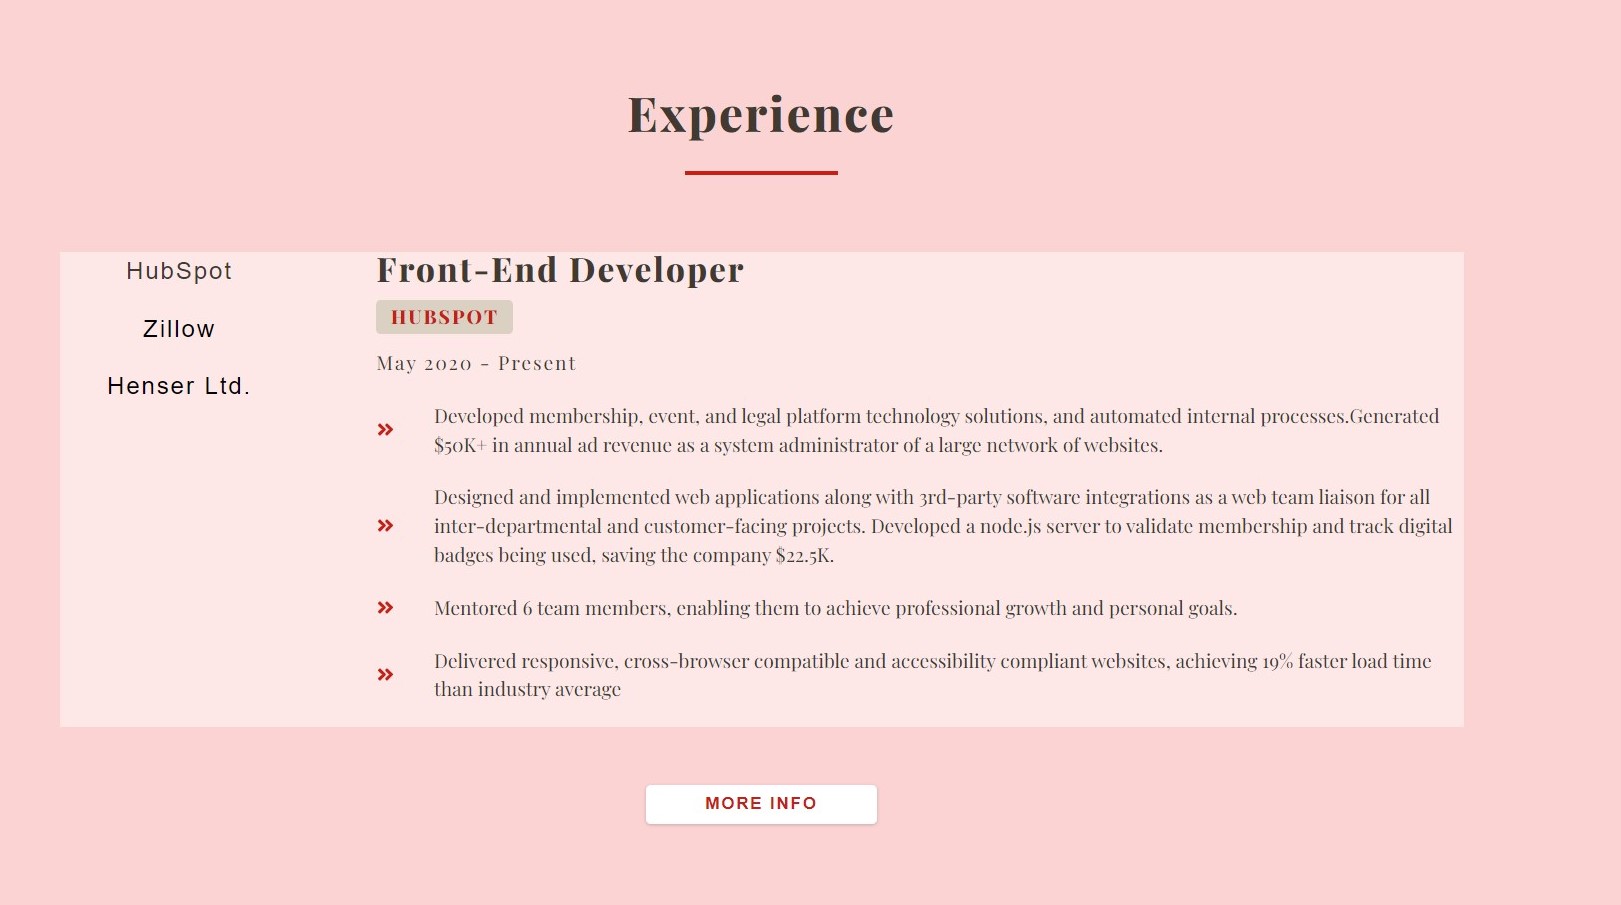 Experience
HubSpot
Zillow
Henser Ltd.
Front-End Developer
HUBSPOT
May 2020 - Present
Developed membership, event, and legal platform technology solutions, and automated internal processes.Generated
$50K+ in annual ad revenue as a system administrator of a large network of websites.
Designed and implemented web applications along with 3rd-party software integrations as a web team liaison for all
inter-departmental and customer-facing projects. Developed a node.js server to validate membership and track digital
badges being used, saving the company $22.5K.
Mentored 6 team members, enabling them to achieve professional growth and personal goals.
Delivered responsive, cross-browser compatible and accessibility compliant websites, achieving 19% faster load time
than industry average
MORE INFO